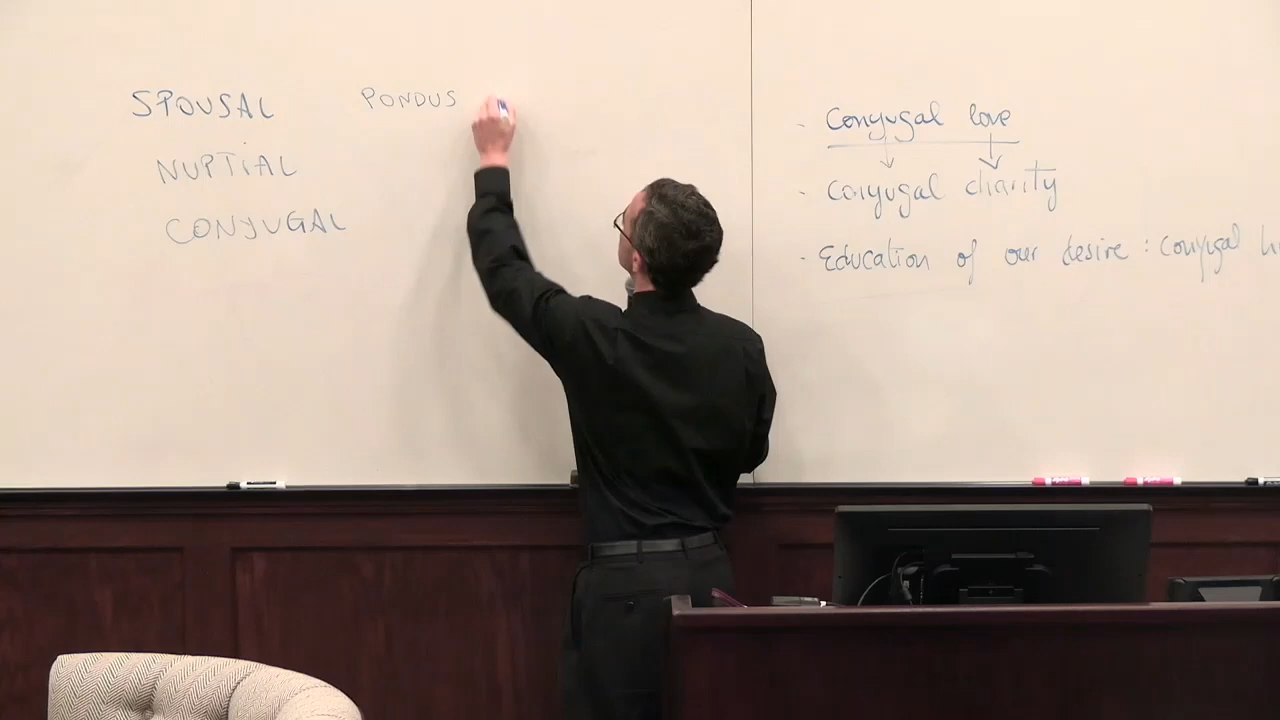 SPOUSAL
NUPTIAL
CONJUGAL
PONDUS
- Conjugal love
- Conjugal charity
- Education of our desire : conjugal